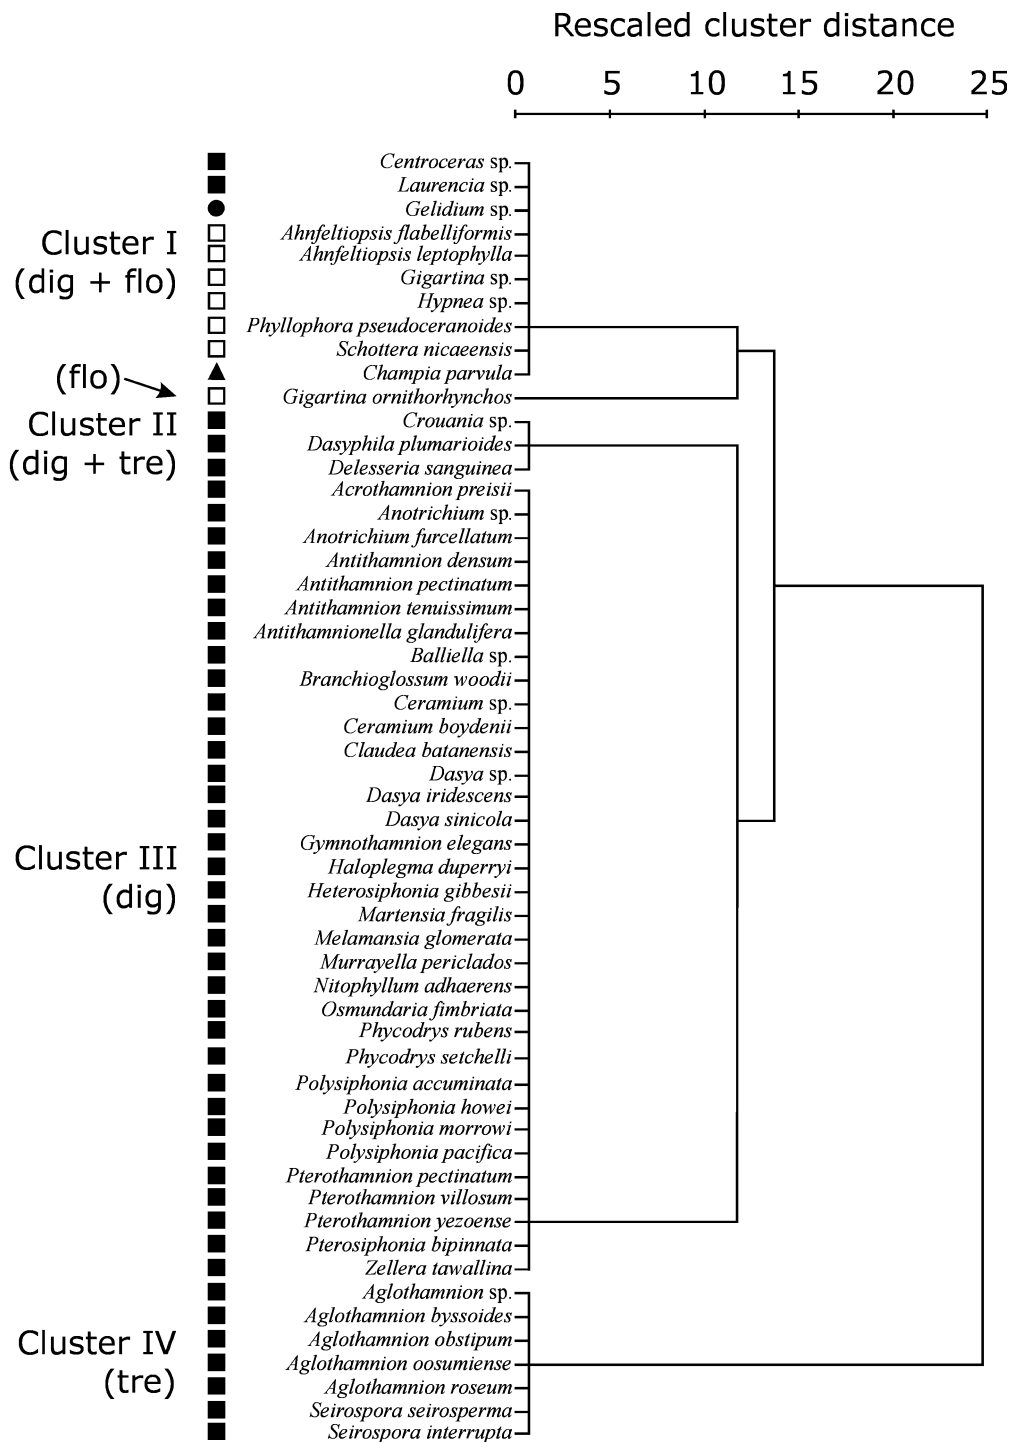 Rescaled cluster distance
0 5 10 15 20 25
Centroceras sp.
Laurencia sp.
Gelidium sp.
Ahnfeltiopsis flabelliformis
Cluster I
Ahnfeltiopsis leptophylla
(dig + flo)
Gigartina sp.
Hypnea sp.
Phyllophora pseudoceranoides
Schottera nicaeensis
(flo)
Champia parvula
Gigartina ornithorhynchos
Cluster II
Crouania sp.
Dasyphila plumarioides
(dig + tre)
Delesseria sanguinea
Acrothamnion preisii
Anotrichium sp.
Anotrichium furcellatum
Antithamnion densum
Antithamnion pectinatum
Antithamnion tenuissimum
Antithamnionella glandulifera
Balliella sp.
Branchioglossum woodii
Ceramium sp.
Ceramium boydenii
Claudea batanensis
Dasya sp.
Dasya iridescens
Dasya sinicola
Gymnothamnion elegans
Cluster III
Haloplegma duperryi
(dig)
Heterosiphonia gibbesii
Martensia fragilis
Melamansia glomerata
Murrayella periclados
Nitophyllum adhaerens
Osmundaria fimbriata
Phycodrys rubens
Phycodrys setchelli
Polysiphonia accuminata
Polysiphonia howei
Polysiphonia morrowi
Polysiphonia pacifica
Pterothamnion pectinatum
Pterothamnion villosum
Pterothamnion yezoense
Pterosiphonia bipinnata
Zellera tawallina
Aglothamnion sp.
Aglothamnion byssoides
Cluster IV
Aglothamnion obstipum
Aglothamnion oosumiense
(tre)
Aglothamnion roseum
Seirospora seirosperma
Seirospora interrupta